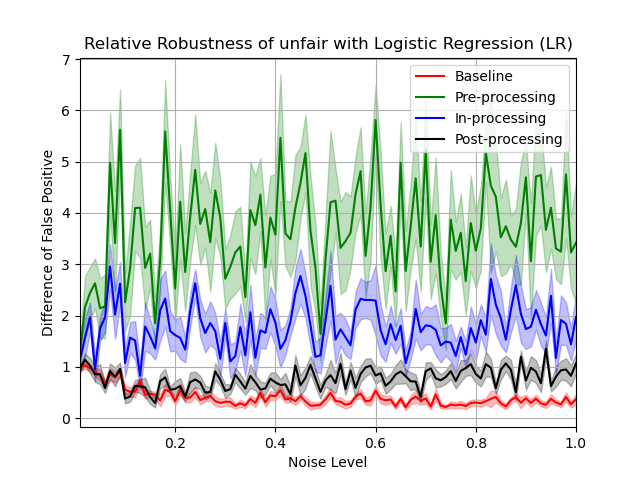 Relative Robustness of unfair with Logistic Regression (LR)
Difference of False Positive
7
6
5
4
3
2
1
0
Baseline
Pre-processing
In-processing
Post-processing
0.2 0.4 0.6 0.8 1.0
Noise Level